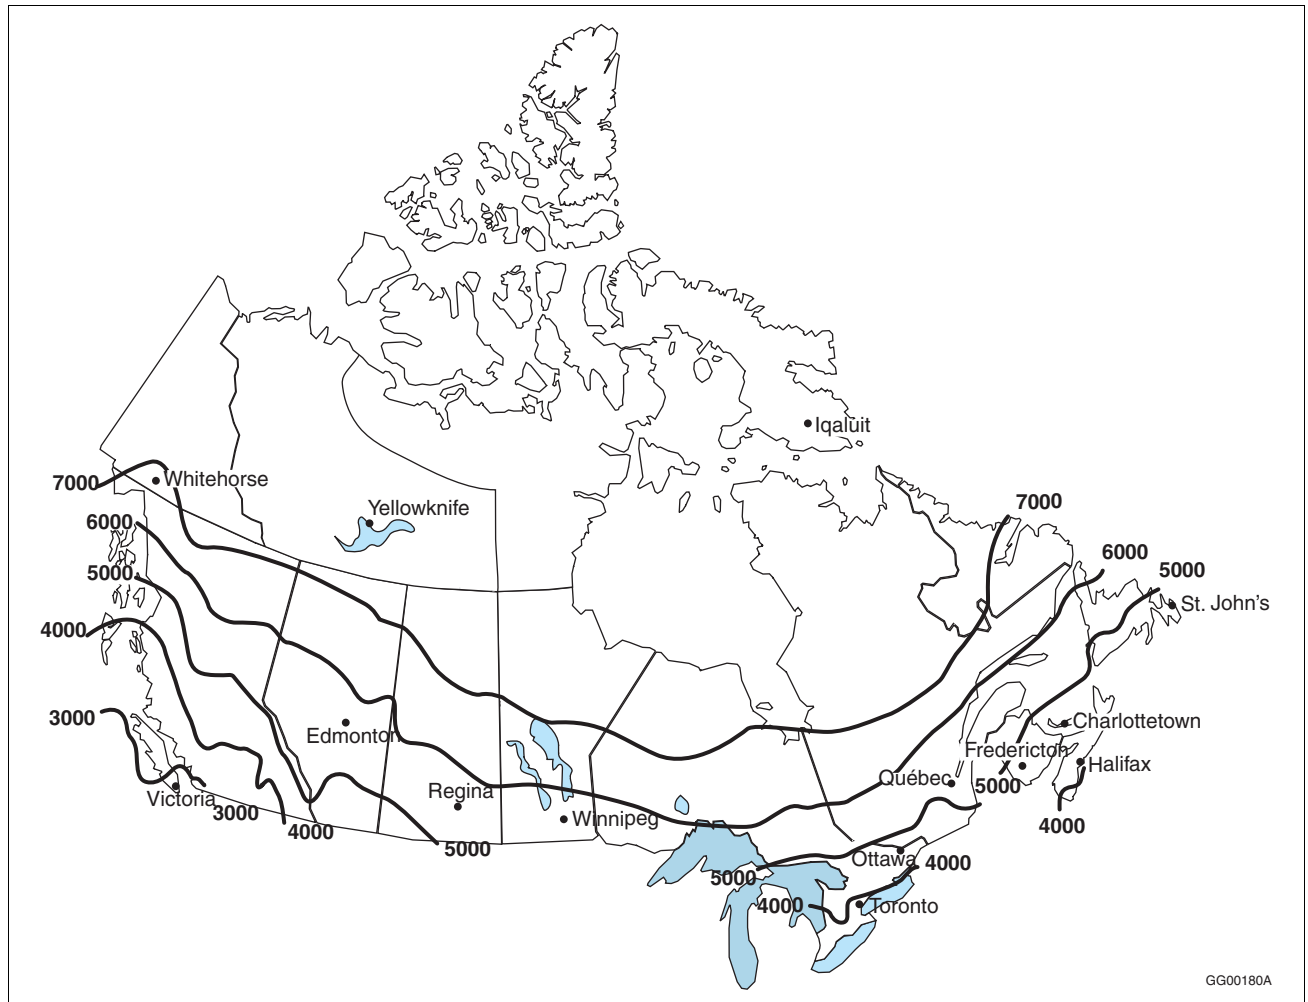 Iqaluit
7000
Whitehorse
7000
Yellowknife
6000
6000
5000
5000
St. John's
4000
3000
Charlottetown
Edmonton
Fredericton
Halifax
Québec
5000
Regina
Victoria
3000
Winnipeg
4000
4000
5000
Ottawa
4000
5000
4000
Toronto
GG00180A